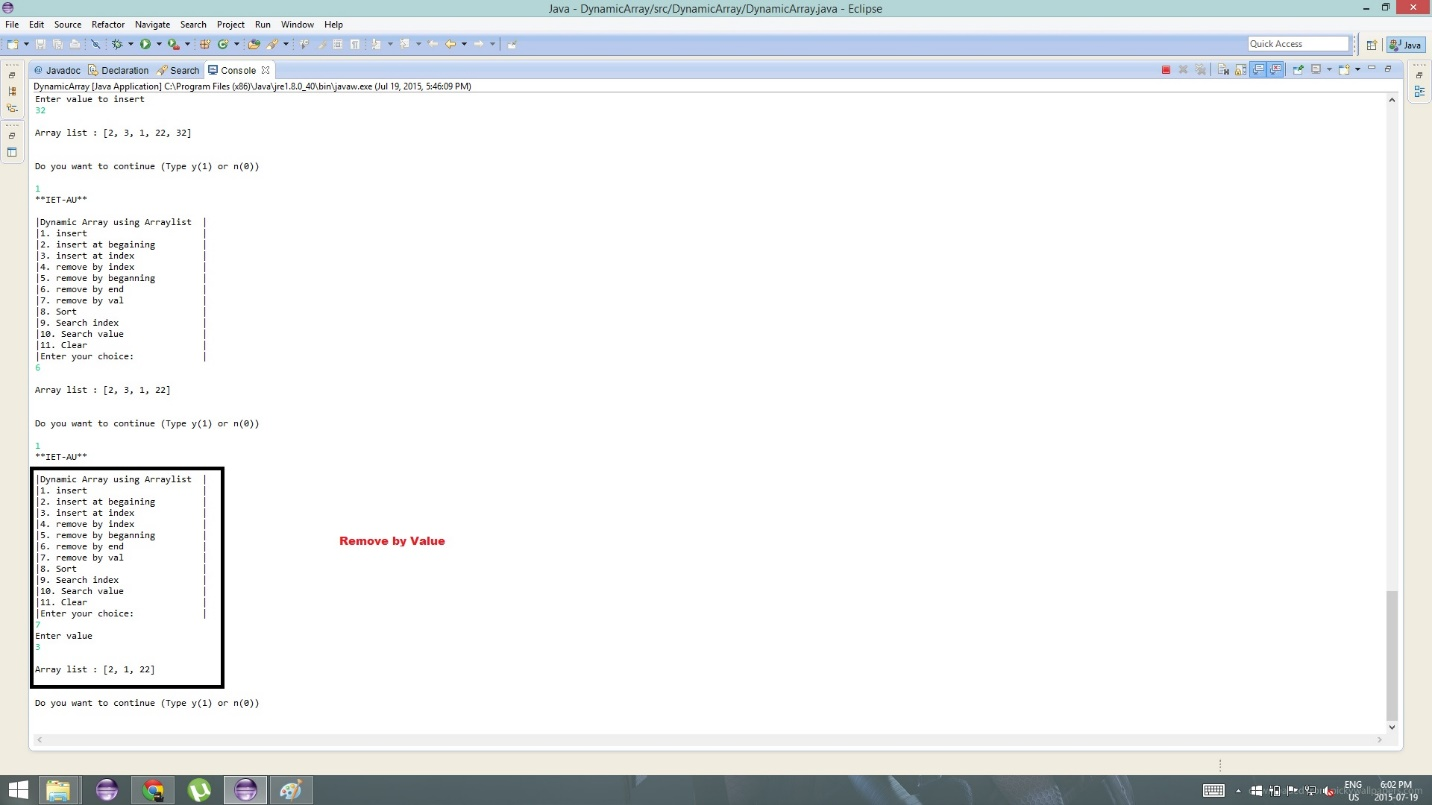 Java - DynamicArray/src/DynamicArray/DynamicArray.java - Eclipse
File Edit Source Refactor Navigate Search Project Run Window Help
Quick Access
Java
@ Javadoc Declaration Search Console
DynamicArray [Java Application] C:\Program Files (x86)\Java\jre1.8.0_40\bin\javaw.exe (Jul 19, 2015, 5:46:09 PM)
Enter value to insert
32
Array list : [2, 3, 1, 22, 32]
Do you want to continue (Type y(1) or n(0))
1
**IET-AU**
|Dynamic Array using Arraylist |
|1. insert |
|2. insert at begaining |
|3. insert at index |
|4. remove by index |
|5. remove by beganning |
|6. remove by end |
|7. remove by val |
|8. Sort |
|9. Search index |
|10. Search value |
|11. Clear |
|Enter your choice: |
6
Array list : [2, 3, 1, 22]
Do you want to continue (Type y(1) or n(0))
1
**IET-AU**
|Dynamic Array using Arraylist |
|1. insert |
|2. insert at begaining |
|3. insert at index |
|4. remove by index |
|5. remove by beganning |
|6. remove by end |
|7. remove by val |
|8. Sort |
|9. Search index |
|10. Search value |
|11. Clear |
|Enter your choice: |
7
Enter value
3
Array list : [2, 1, 22]
Remove by Value
Do you want to continue (Type y(1) or n(0))
ENG
US
6:02 PM
2015-07-19